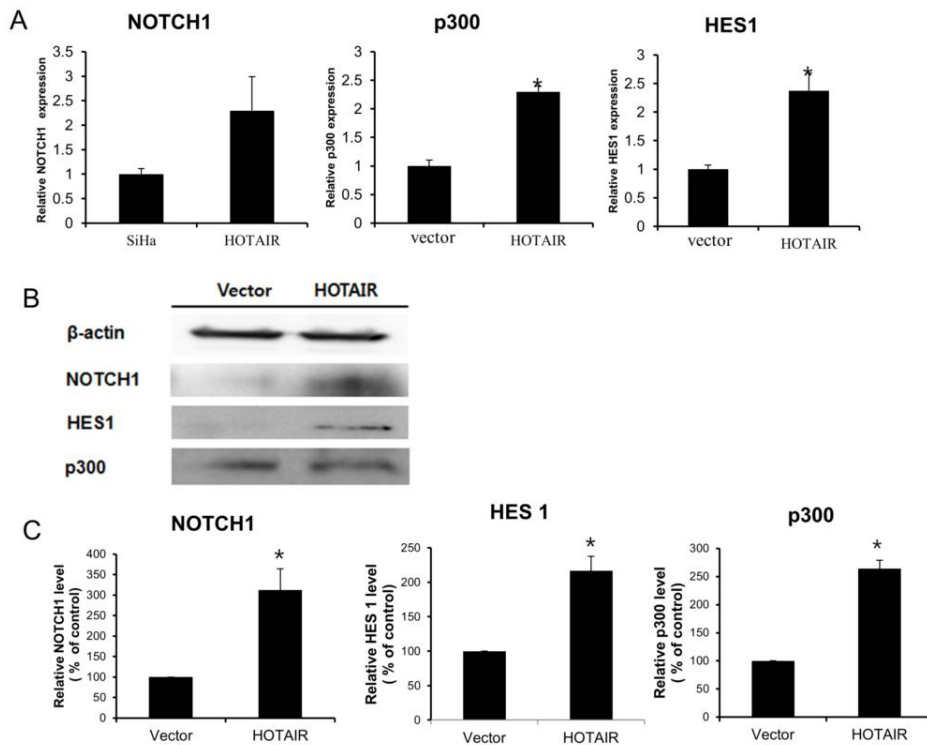 A
NOTCH1
Relative NOTCH1 expression
3.5
3
2.5
2
1.5
1
0.5
0
SiHa HOTAIR
p300
Relative p300 expression
3
2.5
2
1.5
1
0.5
0
*
vector HOTAIR
HES1
Relative HES1 expression
3
2.5
2
1.5
1
0.5
0
*
vector HOTAIR
B
Vector HOTAIR
β-actin
NOTCH1
HES1
p300
C
NOTCH1
Relative NOTCH1 level
( % of control)
400
350
300
250
200
150
100
50
0
*
Vector HOTAIR
HES 1
Relative HES 1 level
( % of control)
250
200
150
100
50
0
*
Vector HOTAIR
p300
Relative p300 level
( % of control)
300
250
200
150
100
50
0
*
Vector HOTAIR